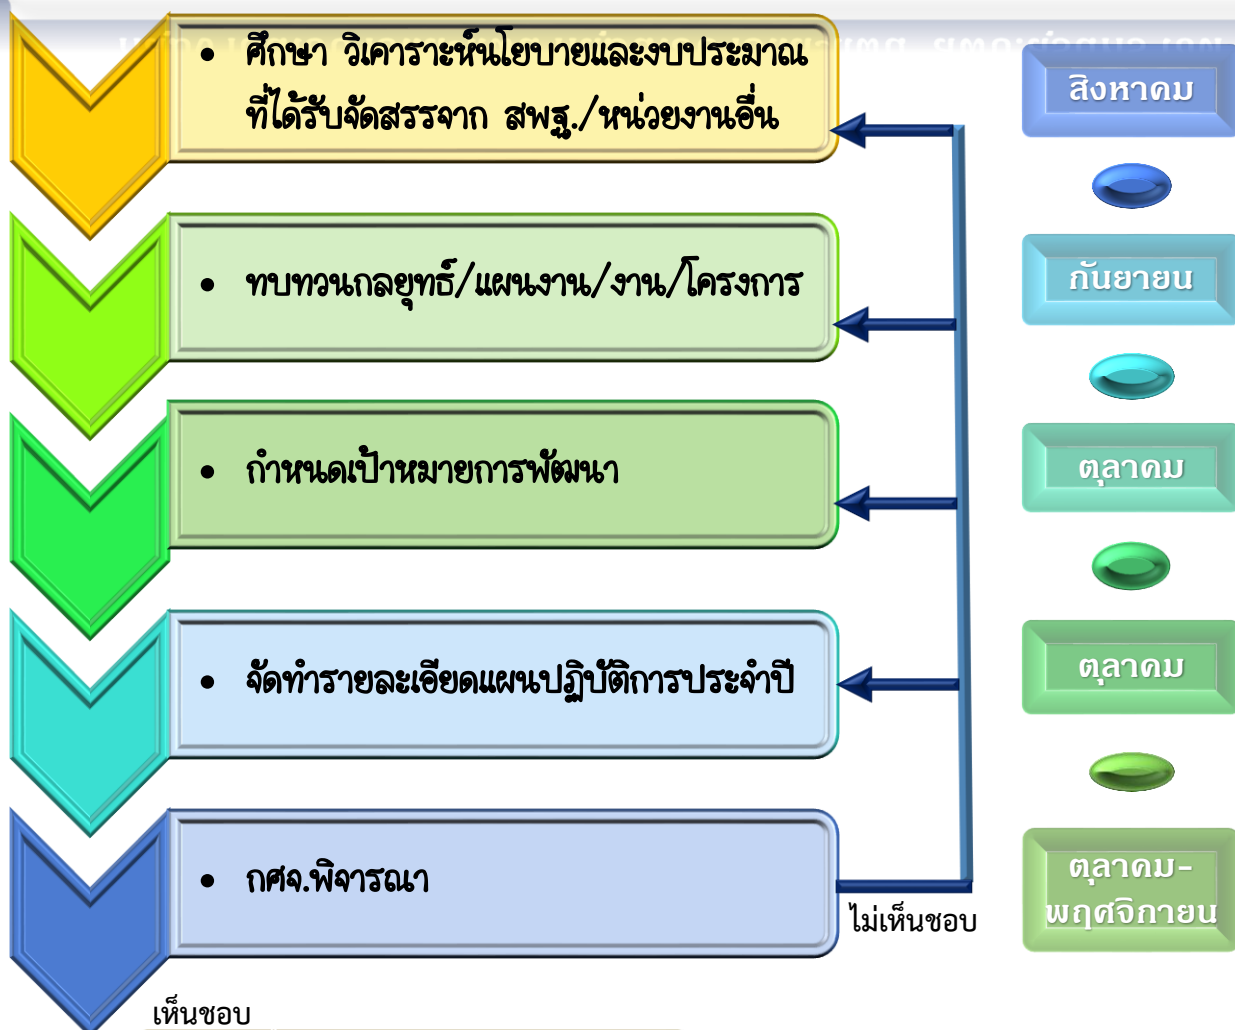 • ศึกษา วิเคราะห์นโยบายและงบประมาณ
ที่ได้รับจัดสรรจาก สพฐ./หน่วยงานอื่น
สิงหาคม
• ทบทวนกลยุทธ์/แผนงาน/งาน/โครงการ
กันยายน
• กำหนดเป้าหมายการพัฒนา
ตุลาคม
• จัดทำรายละเอียดแผนปฏิบัติการประจำปี
ตุลาคม
• กศจ.พิจารณา
ไม่เห็นชอบ
ตุลาคม-
พฤศจิกายน
เห็นชอบ